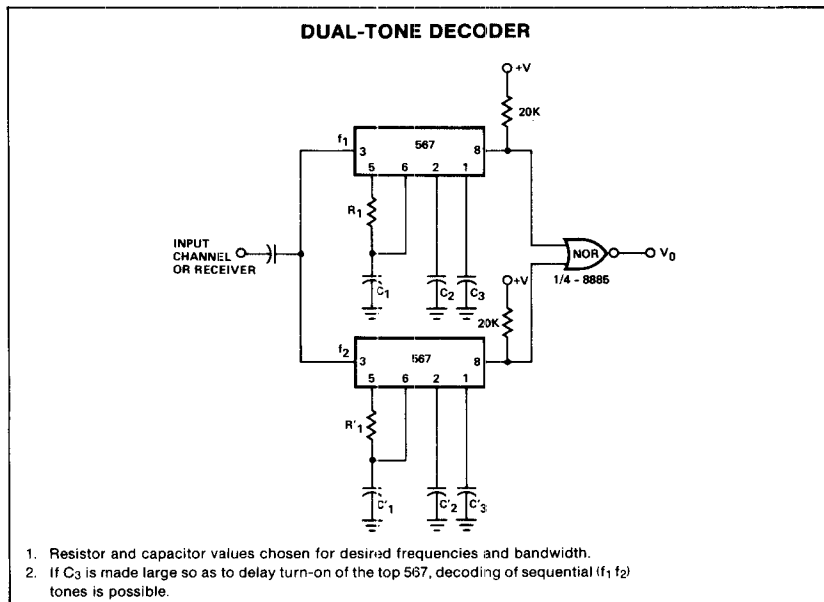 DUAL-TONE DECODER
+V
20K
f1
3
567
8
5
6
2
1
R1
C1
C2
C3
INPUT
CHANNEL
OR RECEIVER
NOR
V0
1/4 - 8885
+V
20K
f2
3
567
8
5
6
2
1
R'1
C'1
C'2
C'3
1. Resistor and capacitor values chosen for desired frequencies and bandwidth.
2. If C3 is made large so as to delay turn-on of the top 567, decoding of sequential (f1 f2)
tones is possible.